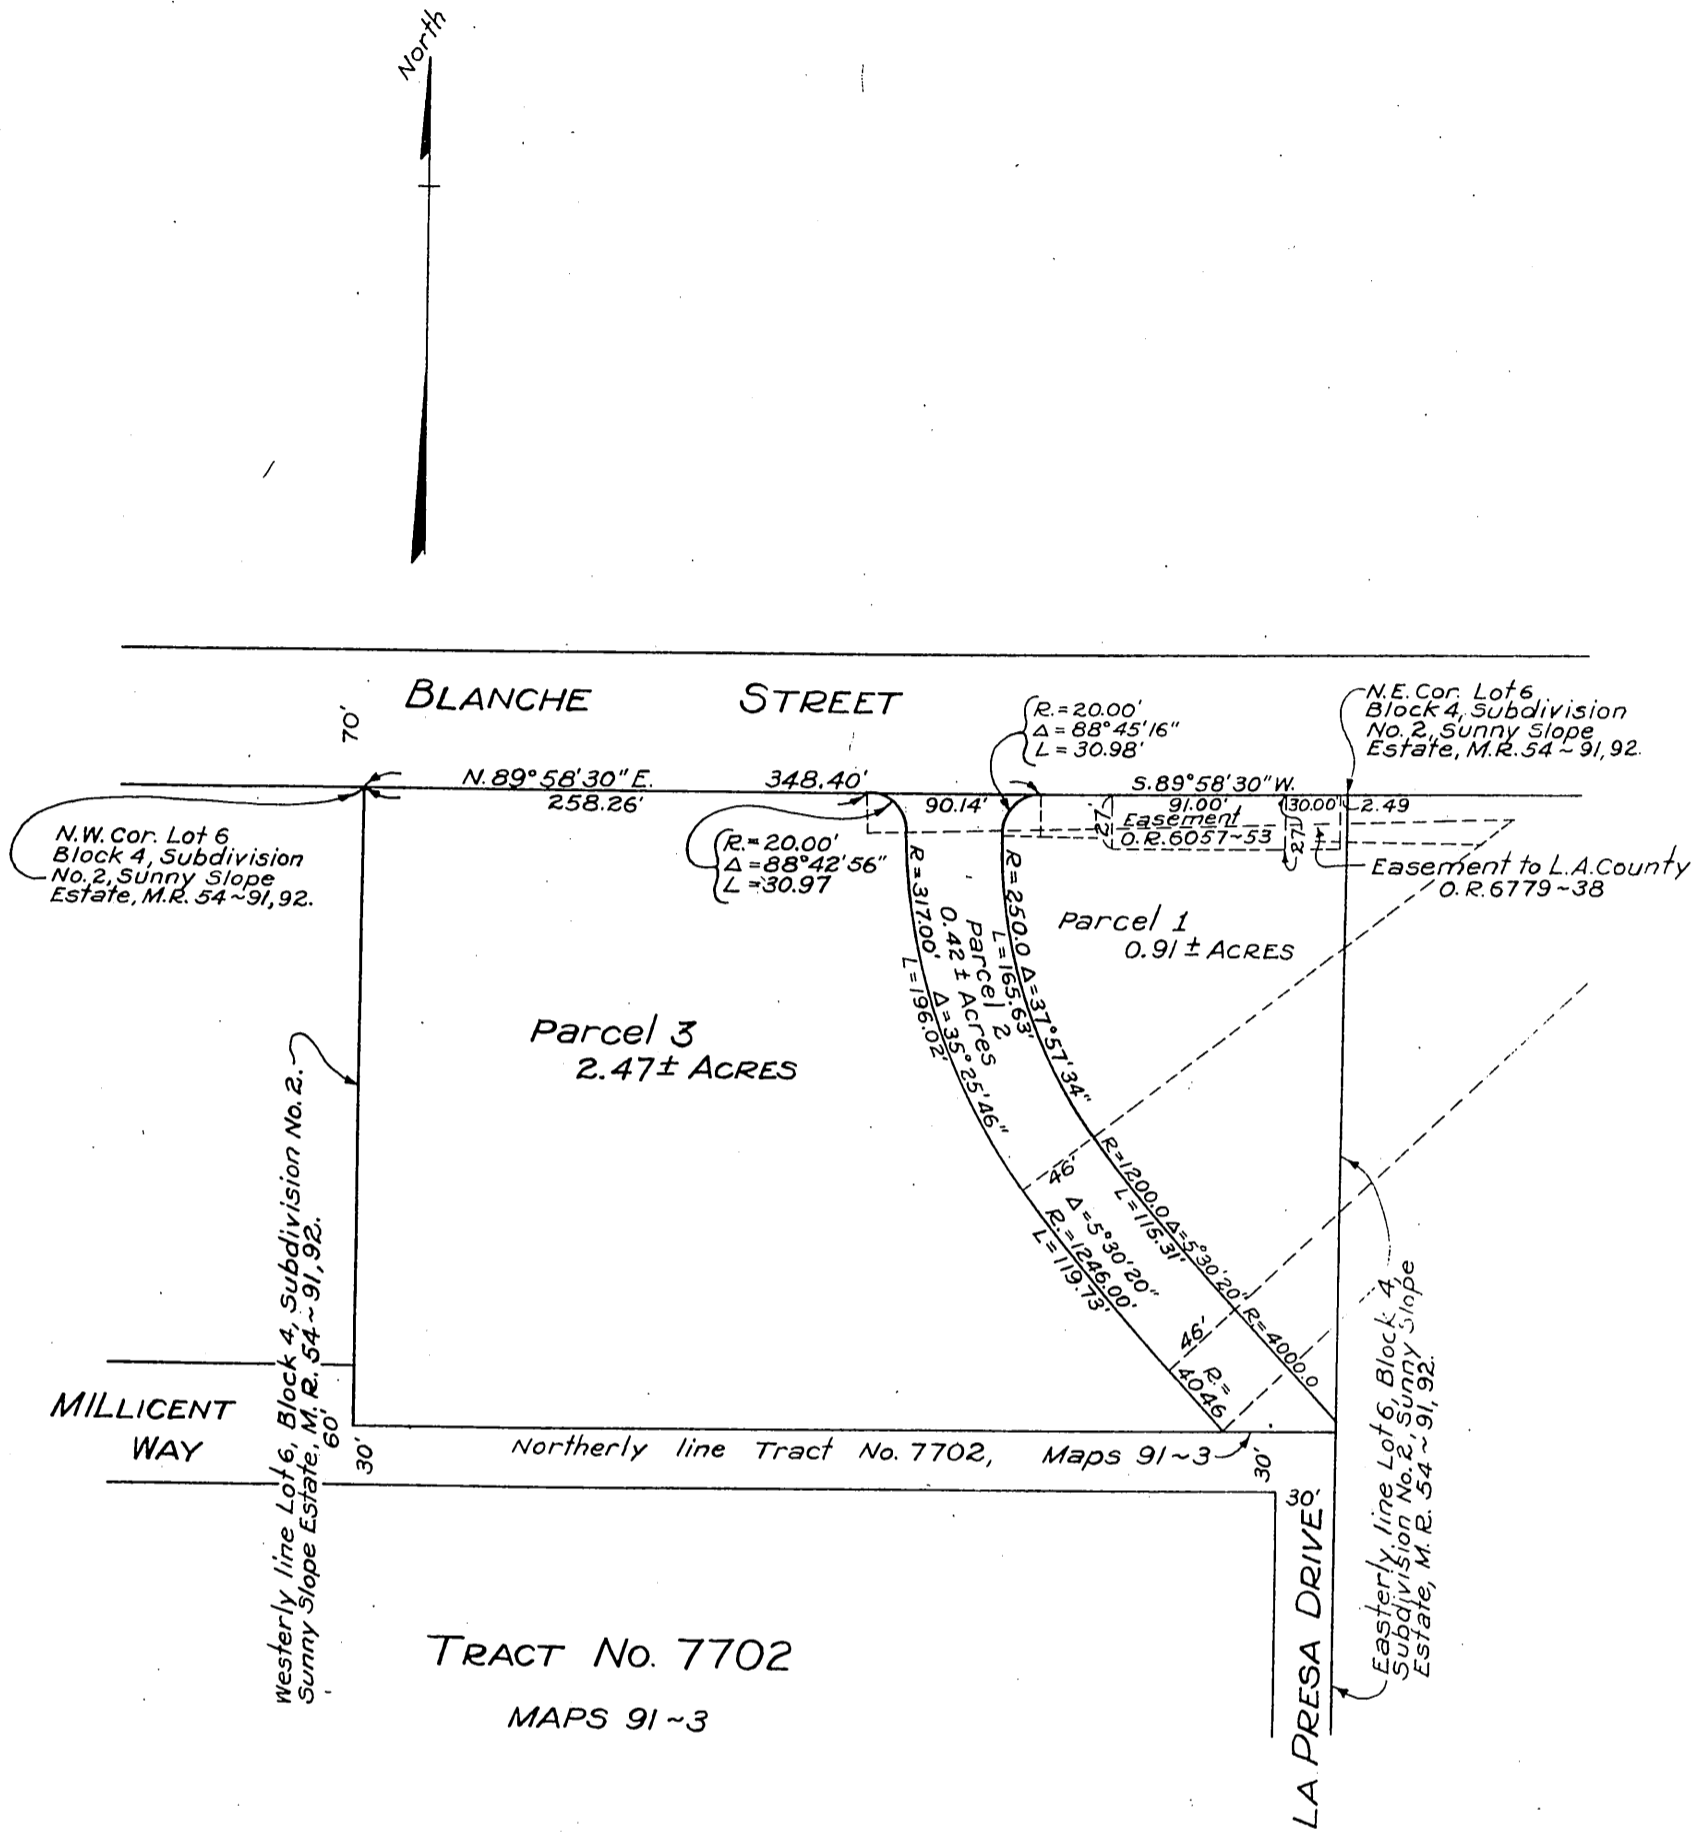 North
BLANCHE STREET
70'
N.89°58'30"E. 348.40'
258.26'
90.14'
S.89°58'30"W.
91.00'
30.00'
2.49
R.=20.00'
Δ=88°45'16"
L=30.98'
N.E. Cor. Lot 6
Block 4, Subdivision
No. 2, Sunny Slope
Estate, M.R. 54~91,92.
N.W. Cor. Lot 6
Block 4, Subdivision
No. 2, Sunny Slope
Estate, M.R. 54~91,92.
R.=20.00'
Δ=88°42'56"
L=30.97
27'
Easement
O.R. 6057~53
27'
Easement to L.A. County
O.R. 6779~38
Parcel 1
0.91 ± ACRES
R=250.0 Δ=37°57'34"
L=165.63'
Parcel 2
0.42 ± Acres
R=317.00' Δ=35°25'46"
L=196.02'
Parcel 3
2.47± ACRES
46'
R=1200.0 Δ=5°30'20"
L=115.31'
Δ=5°30'20"
R.=1246.00'
L=119.73'
46'
R=4000.0
R.=
4046
Westerly line Lot 6, Block 4, Subdivision No. 2.
Sunny Slope Estate, M.R. 54~91,92.
MILLICENT
WAY
60'
30'
Northerly line Tract No. 7702, Maps 91~3
30'
30'
LA PRESA DRIVE
Easterly line Lot 6, Block 4,
Subdivision No. 2, Sunny Slope
Estate, M.R. 54~91,92.
TRACT No. 7702
MAPS 91~3